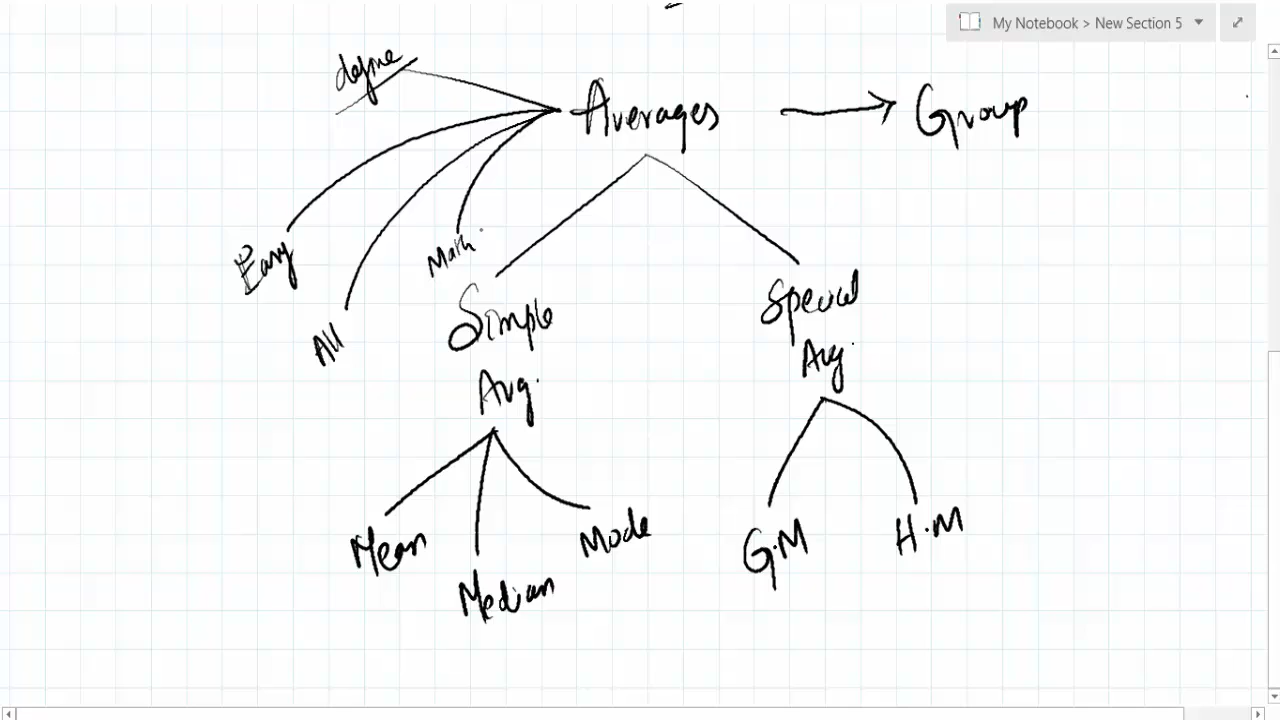 My Notebook > New Section 5
define
Averages
Group
Easy
Math.
All
Simple
Avg.
Special
Avg.
Mean
Median
Mode
G.M
H.M